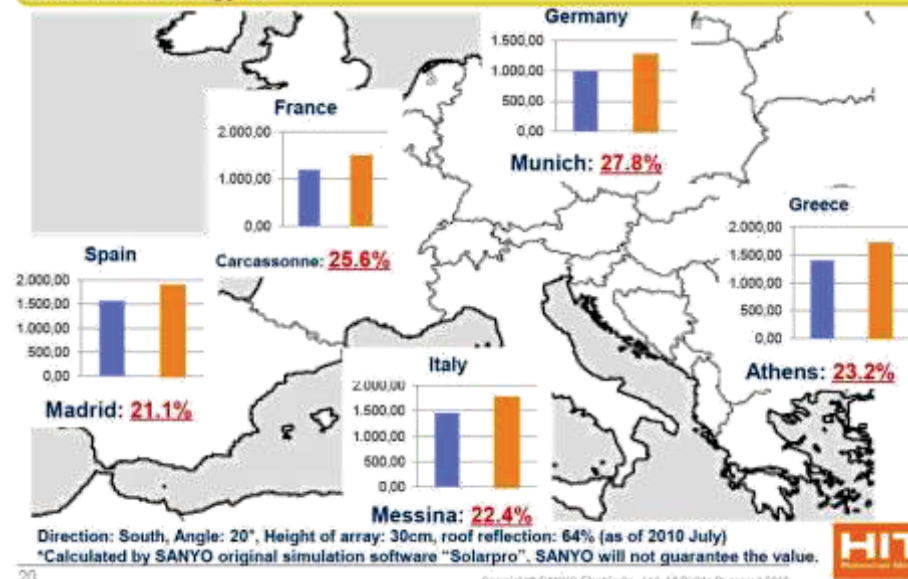 Germany
1.500,00
1.000,00
500,00
0,00
Munich: 27.8%
France
2.000,00
1.000,00
0,00
Carcassonne: 25.6%
Greece
2.000,00
1.500,00
1.000,00
500,00
0,00
Athens: 23.2%
Spain
2.000,00
1.500,00
1.000,00
500,00
0,00
Madrid: 21.1%
Italy
2.000,00
1.500,00
1.000,00
500,00
0,00
Messina: 22.4%
Direction: South, Angle: 20°, Height of array: 30cm, roof reflection: 64% (as of 2010 July)
*Calculated by SANYO original simulation software "Solarpro". SANYO will not guarantee the value.
HIT
20